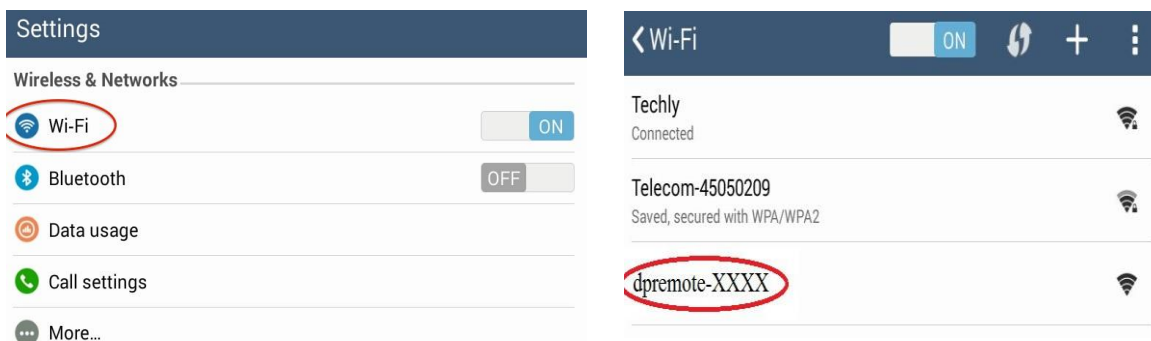 Settings
Wireless & Networks
Wi-Fi ON
Bluetooth OFF
Data usage
Call settings
More...
Wi-Fi ON
Techly
Connected
Telecom-45050209
Saved, secured with WPA/WPA2
dpremote-XXXX